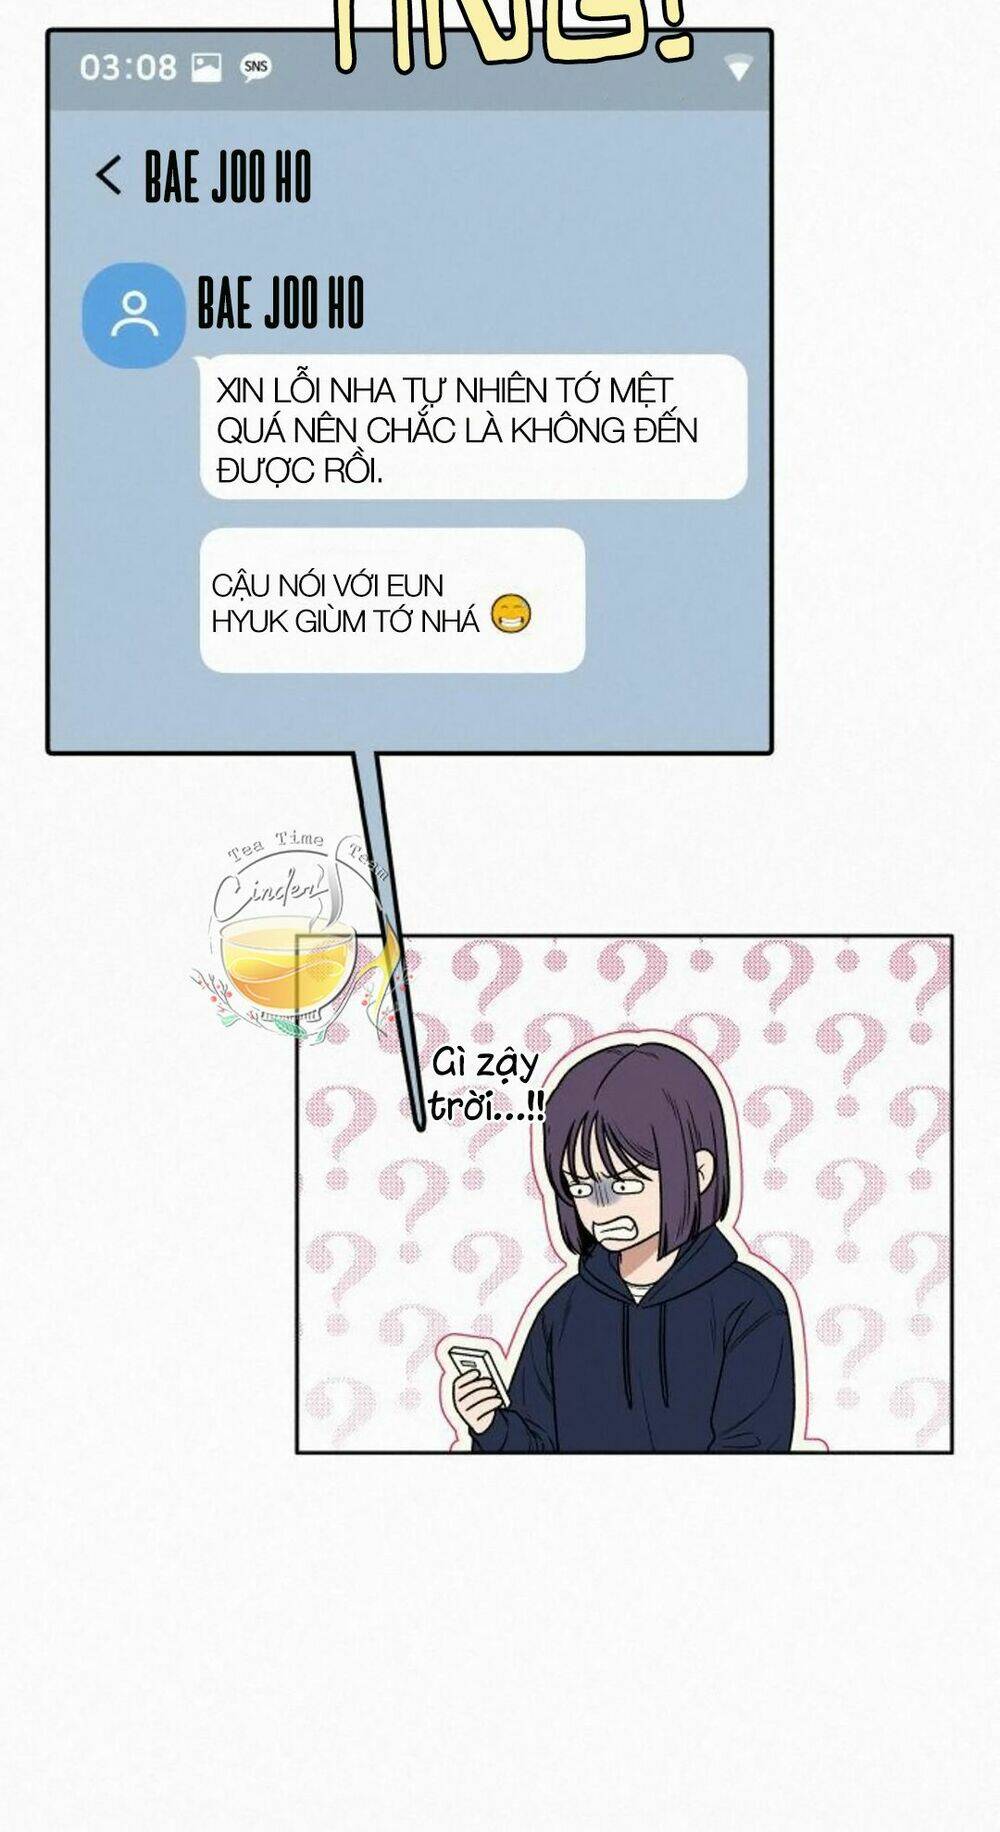 TING!
03:08 SNS
< BAE JOO HO
BAE JOO HO
XIN LỖI NHA TỰ NHIÊN TỚ MỆT
QUÁ NÊN CHẮC LÀ KHÔNG ĐẾN
ĐƯỢC RỒI.
CẬU NÓI VỚI EUN
HYUK GIÙM TỚ NHÁ
Tea Time Team
Cinder
Gì zậy
trời...!!